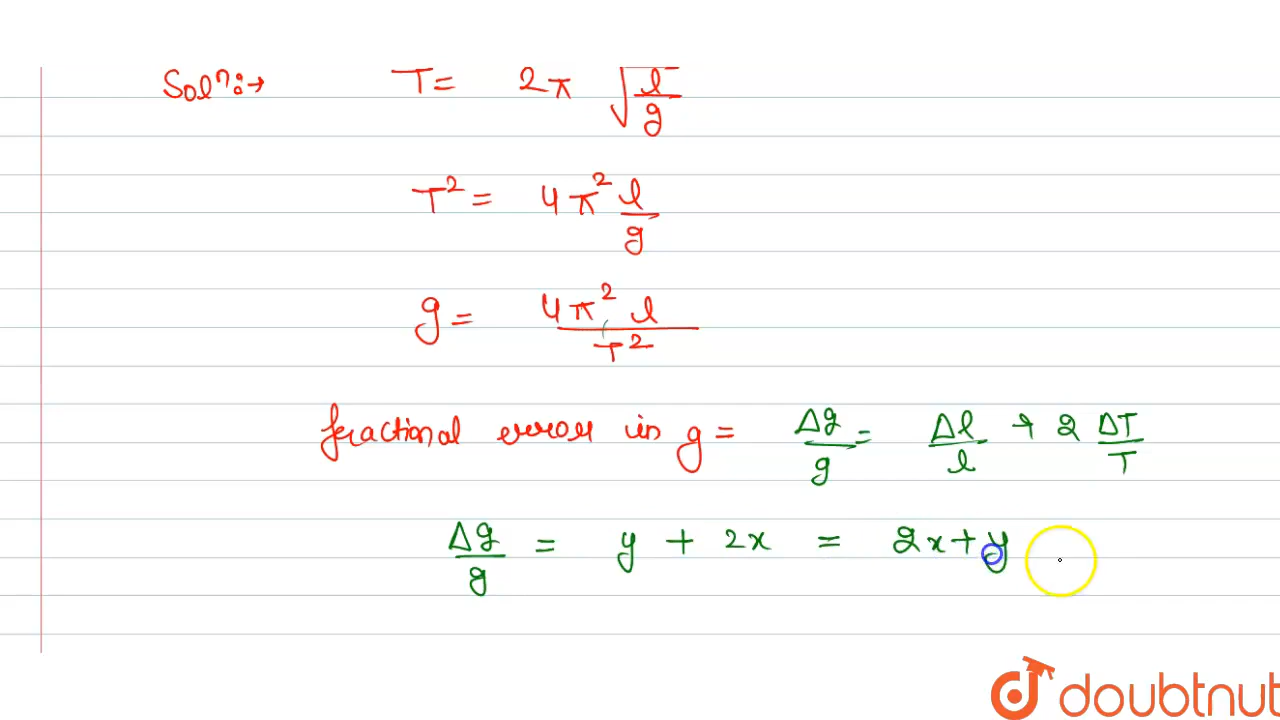 Solⁿ:→ T = 2π √(l/g)
T² = 4π² l/g
g = 4π² l / T²
fractional error in g = Δg/g = Δl/l + 2 ΔT/T
Δg/g = y + 2x = 2x + y
doubtnut